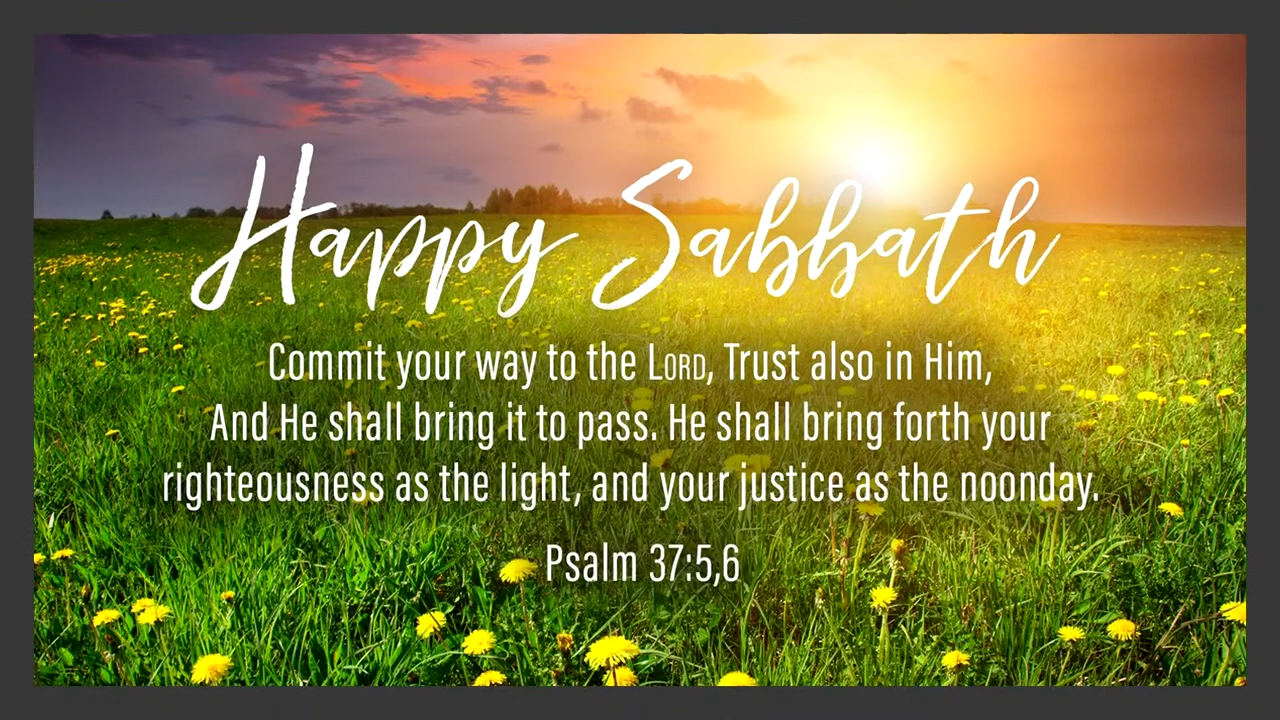 Happy Sabbath
Commit your way to the LORD, Trust also in Him,
And He shall bring it to pass. He shall bring forth your
righteousness as the light, and your justice as the noonday.
Psalm 37:5,6